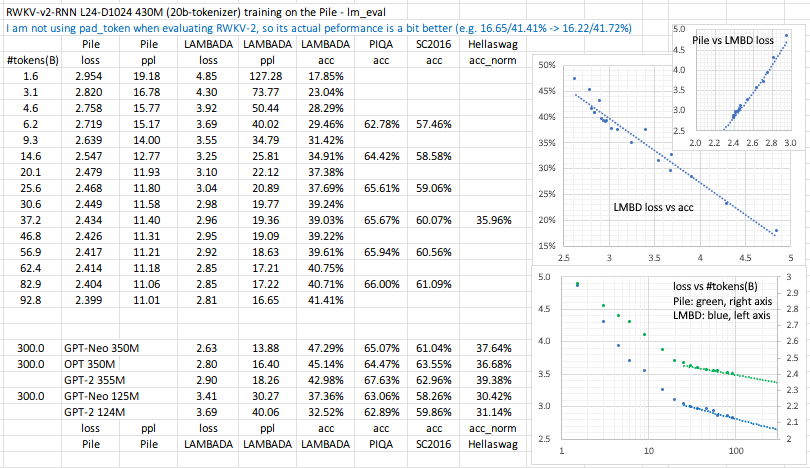 RWKV-v2-RNN L24-D1024 430M (20b-tokenizer) training on the Pile - lm_eval
I am not using pad_token when evaluating RWKV-2, so its actual peformance is a bit better (e.g. 16.65/41.41% -> 16.22/41.72%)
Pile Pile LAMBADA LAMBADA LAMBADA PIQA SC2016 Hellaswag
#tokens(B) loss ppl loss ppl acc acc acc acc_norm
1.6 2.954 19.18 4.85 127.28 17.85%
3.1 2.820 16.78 4.30 73.77 23.04%
4.6 2.758 15.77 3.92 50.44 28.29%
6.2 2.719 15.17 3.69 40.02 29.46% 62.78% 57.46%
9.3 2.639 14.00 3.55 34.79 31.42%
14.6 2.547 12.77 3.25 25.81 34.91% 64.42% 58.58%
20.1 2.479 11.93 3.10 22.12 37.38%
25.6 2.468 11.80 3.04 20.89 37.69% 65.61% 59.06%
30.6 2.449 11.58 2.98 19.77 39.24%
37.2 2.434 11.40 2.96 19.36 39.03% 65.67% 60.07% 35.96%
46.8 2.426 11.31 2.95 19.09 39.22%
56.9 2.417 11.21 2.92 18.63 39.61% 65.94% 60.56%
62.4 2.414 11.18 2.85 17.21 40.75%
82.9 2.404 11.06 2.85 17.22 40.71% 66.00% 61.09%
92.8 2.399 11.01 2.81 16.65 41.41%
300.0 GPT-Neo 350M 2.63 13.88 47.29% 65.07% 61.04% 37.64%
300.0 OPT 350M 2.80 16.40 45.14% 64.47% 63.55% 36.68%
GPT-2 355M 2.90 18.26 42.98% 67.63% 62.96% 39.38%
300.0 GPT-Neo 125M 3.41 30.27 37.36% 63.06% 58.26% 30.42%
GPT-2 124M 3.69 40.06 32.52% 62.89% 59.86% 31.14%
loss ppl loss ppl acc acc acc acc_norm
Pile Pile LAMBADA LAMBADA LAMBADA PIQA SC2016 Hellaswag
Pile vs LMBD loss
5.0
4.5
4.0
3.5
3.0
2.5
2.0 2.2 2.4 2.6 2.8 3.0
50%
45%
40%
35%
30%
25%
20%
15%
LMBD loss vs acc
2.5 3 3.5 4 4.5 5
loss vs #tokens(B)
Pile: green, right axis
LMBD: blue, left axis
5.0
4.5
4.0
3.5
3.0
2.5
3
2.9
2.8
2.7
2.6
2.5
2.4
2.3
2.2
2.1
2
1 10 100